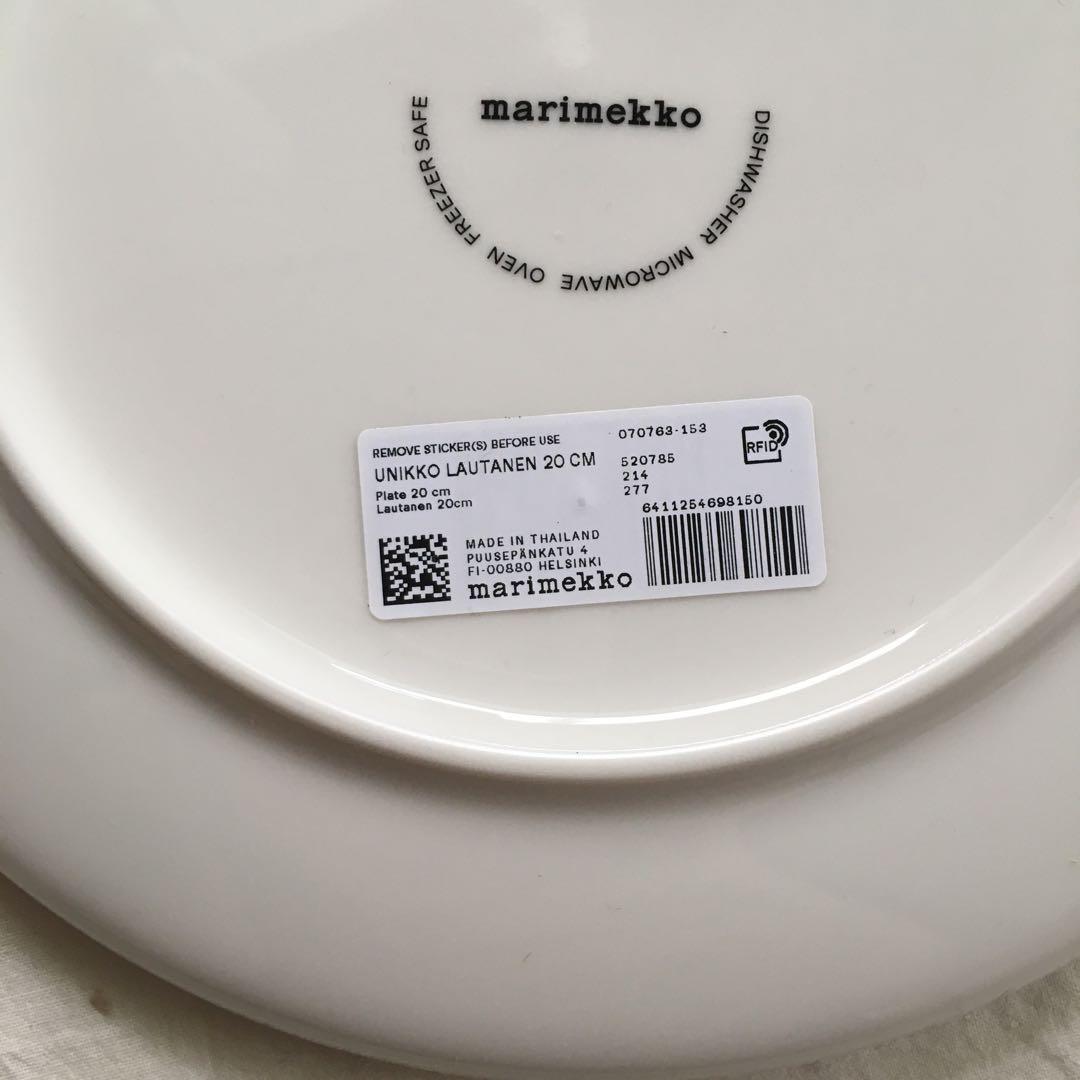 marimekko
DISHWASHER MICROWAVE OVEN FREEZER SAFE
REMOVE STICKER(S) BEFORE USE
UNIKKO LAUTANEN 20 CM
Plate 20 cm
Lautanen 20cm
070763-153
520785
214
277
RFID
6411254698150
MADE IN THAILAND
PUUSEPÄNKATU 4
FI-00880 HELSINKI
marimekko